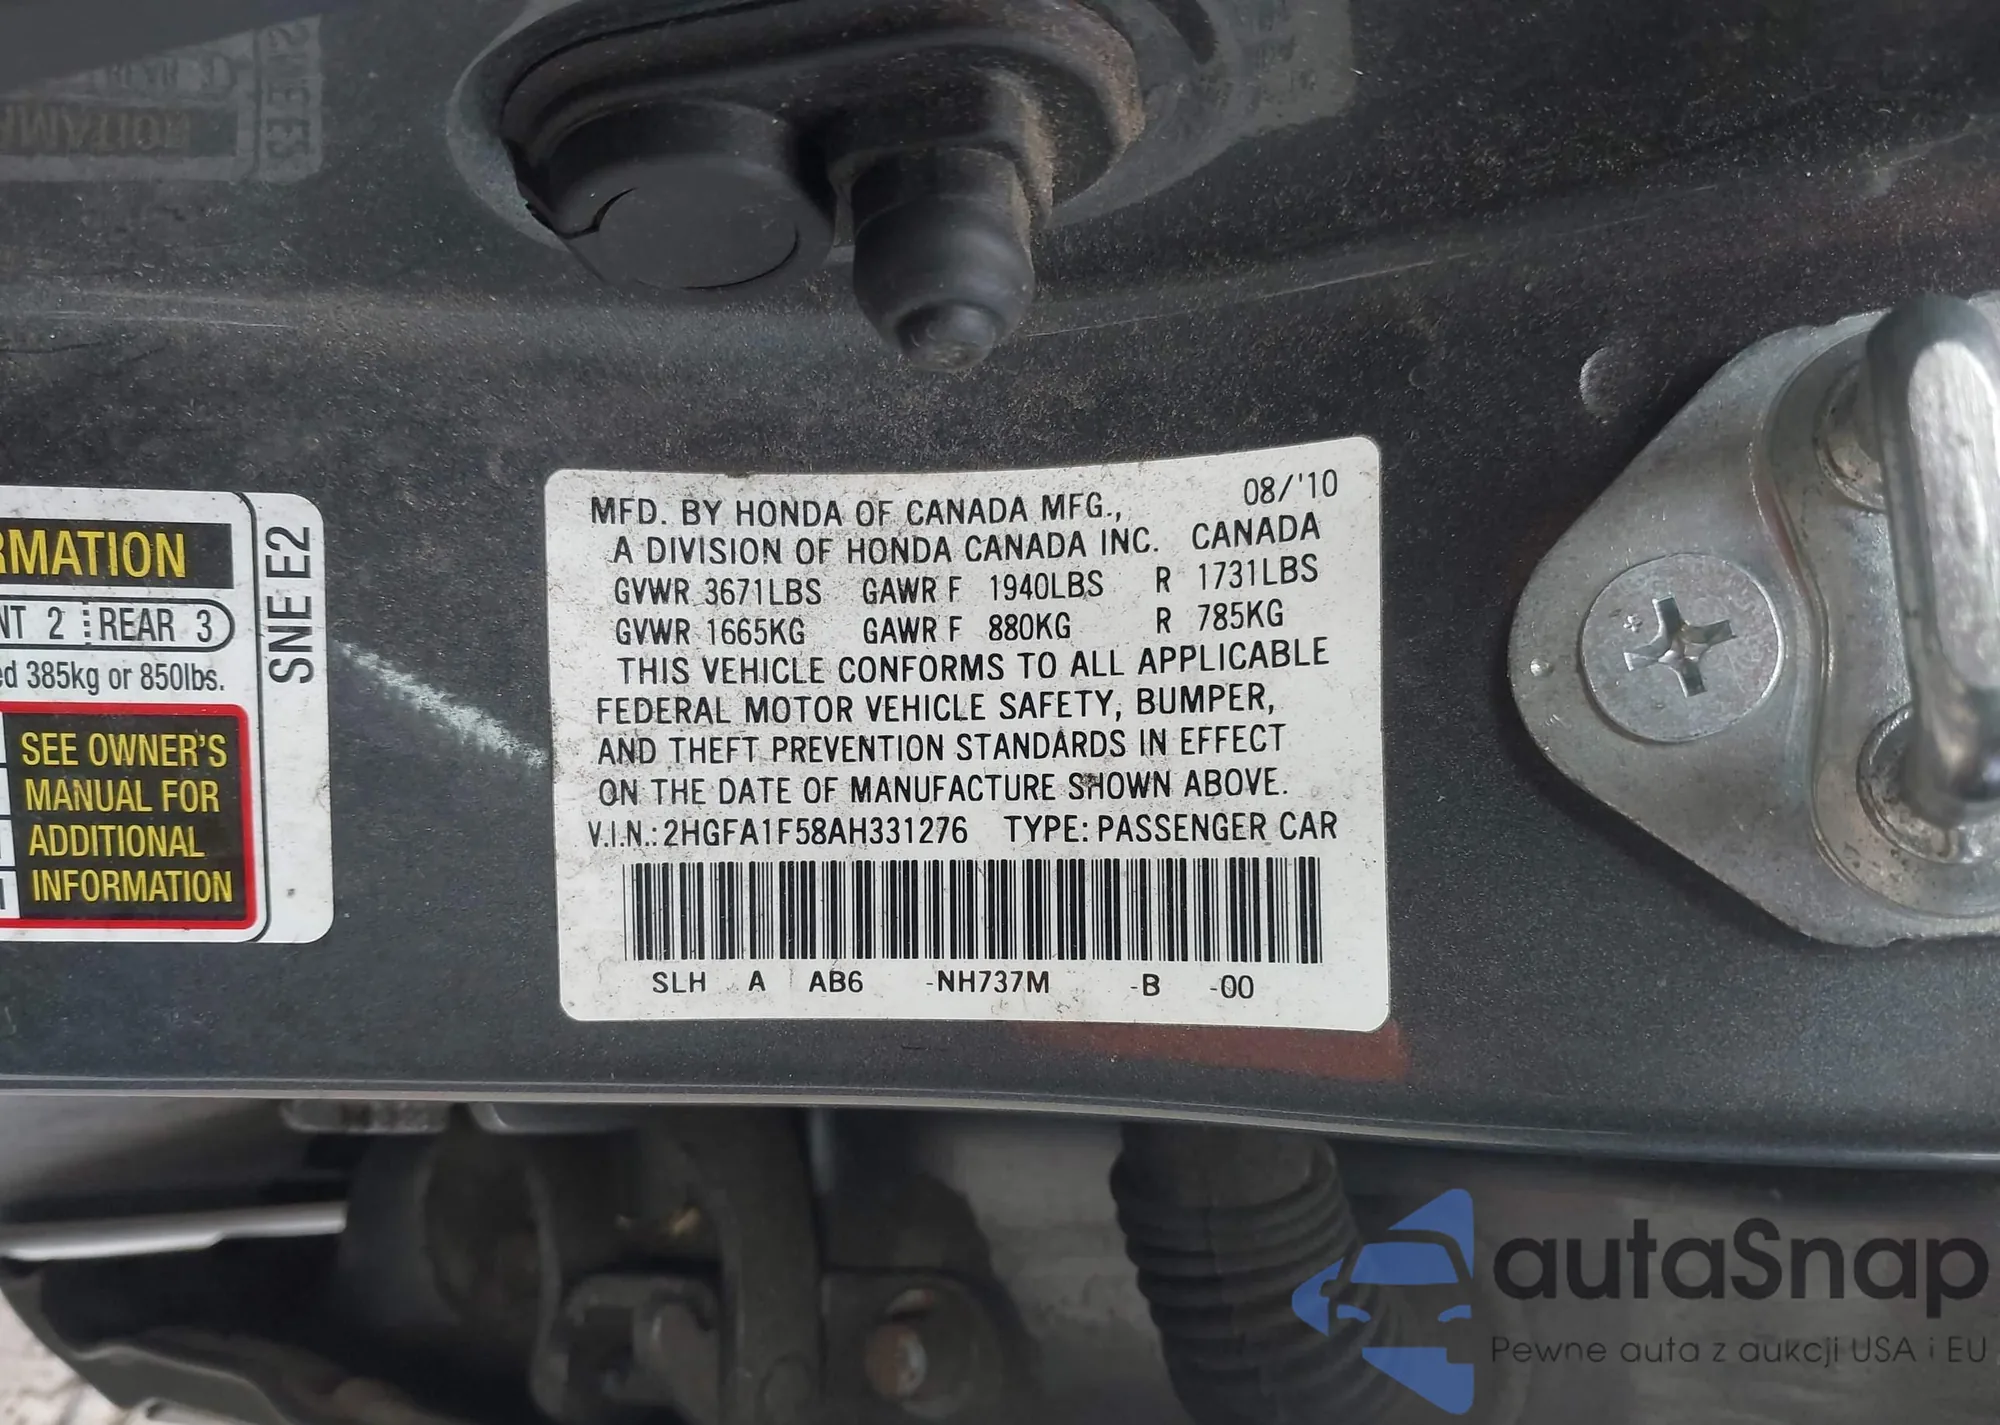 RMATION
NT 2 REAR 3
ed 385kg or 850lbs.
SEE OWNER'S
MANUAL FOR
ADDITIONAL
INFORMATION
SNE E2
08/'10
MFD. BY HONDA OF CANADA MFG.,
A DIVISION OF HONDA CANADA INC. CANADA
GVWR 3671LBS GAWR F 1940LBS R 1731LBS
GVWR 1665KG GAWR F 880KG R 785KG
THIS VEHICLE CONFORMS TO ALL APPLICABLE
FEDERAL MOTOR VEHICLE SAFETY, BUMPER,
AND THEFT PREVENTION STANDARDS IN EFFECT
ON THE DATE OF MANUFACTURE SHOWN ABOVE.
V.I.N.: 2HGFA1F58AH331276 TYPE: PASSENGER CAR
SLH A AB6 -NH737M -B -00
autaSnap
Pewne auta z aukcji USA i EU